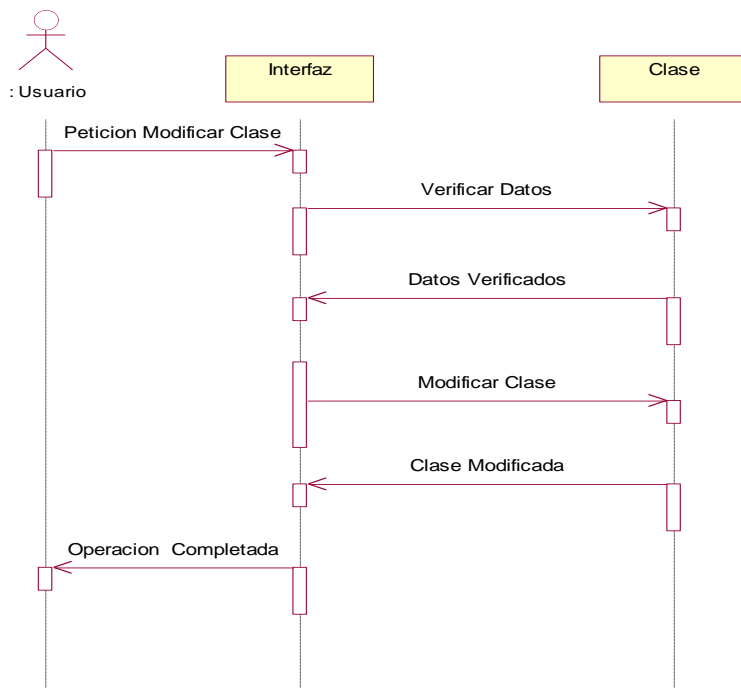 Interfaz
Clase
: Usuario
Peticion Modificar Clase
Verificar Datos
Datos Verificados
Modificar Clase
Clase Modificada
Operacion Completada